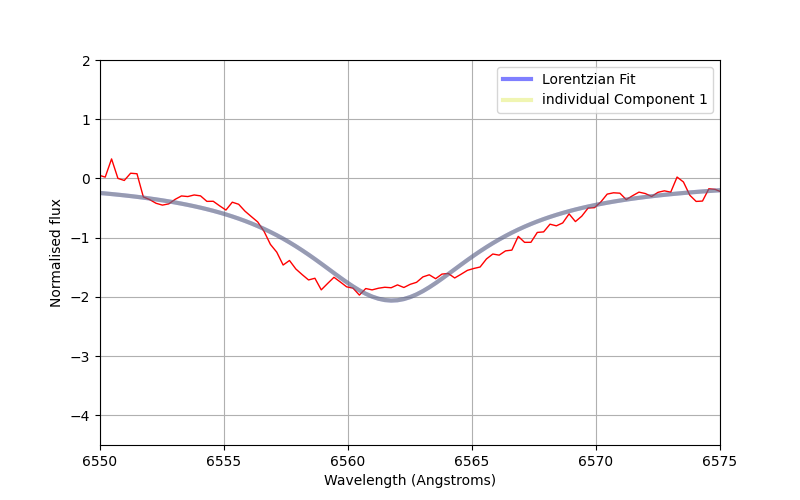 Lorentzian Fit
individual Component 1
2
1
0
−1
−2
−3
−4
Normalised flux
6550 6555 6560 6565 6570 6575
Wavelength (Angstroms)